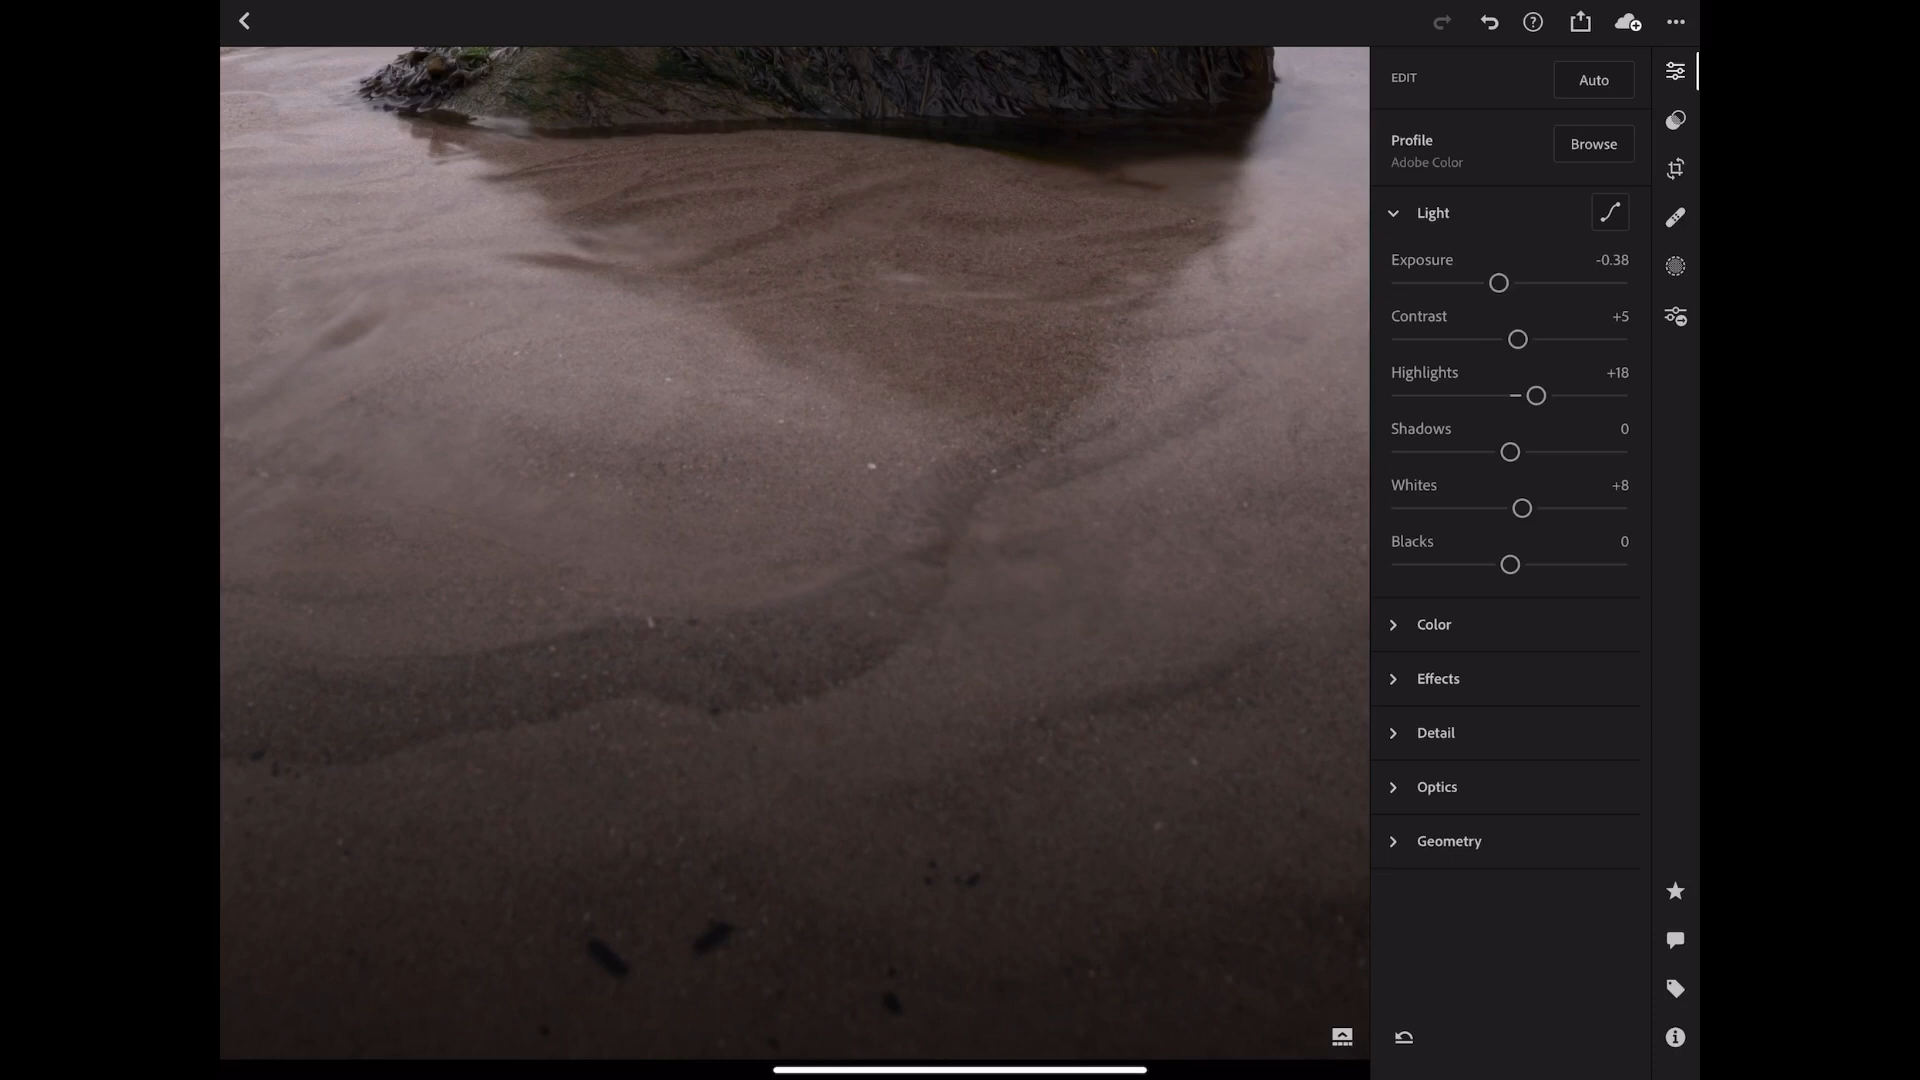 EDIT
Auto
Profile
Adobe Color
Browse
Light
Exposure -0.38
Contrast +5
Highlights +18
Shadows 0
Whites +8
Blacks 0
Color
Effects
Detail
Optics
Geometry